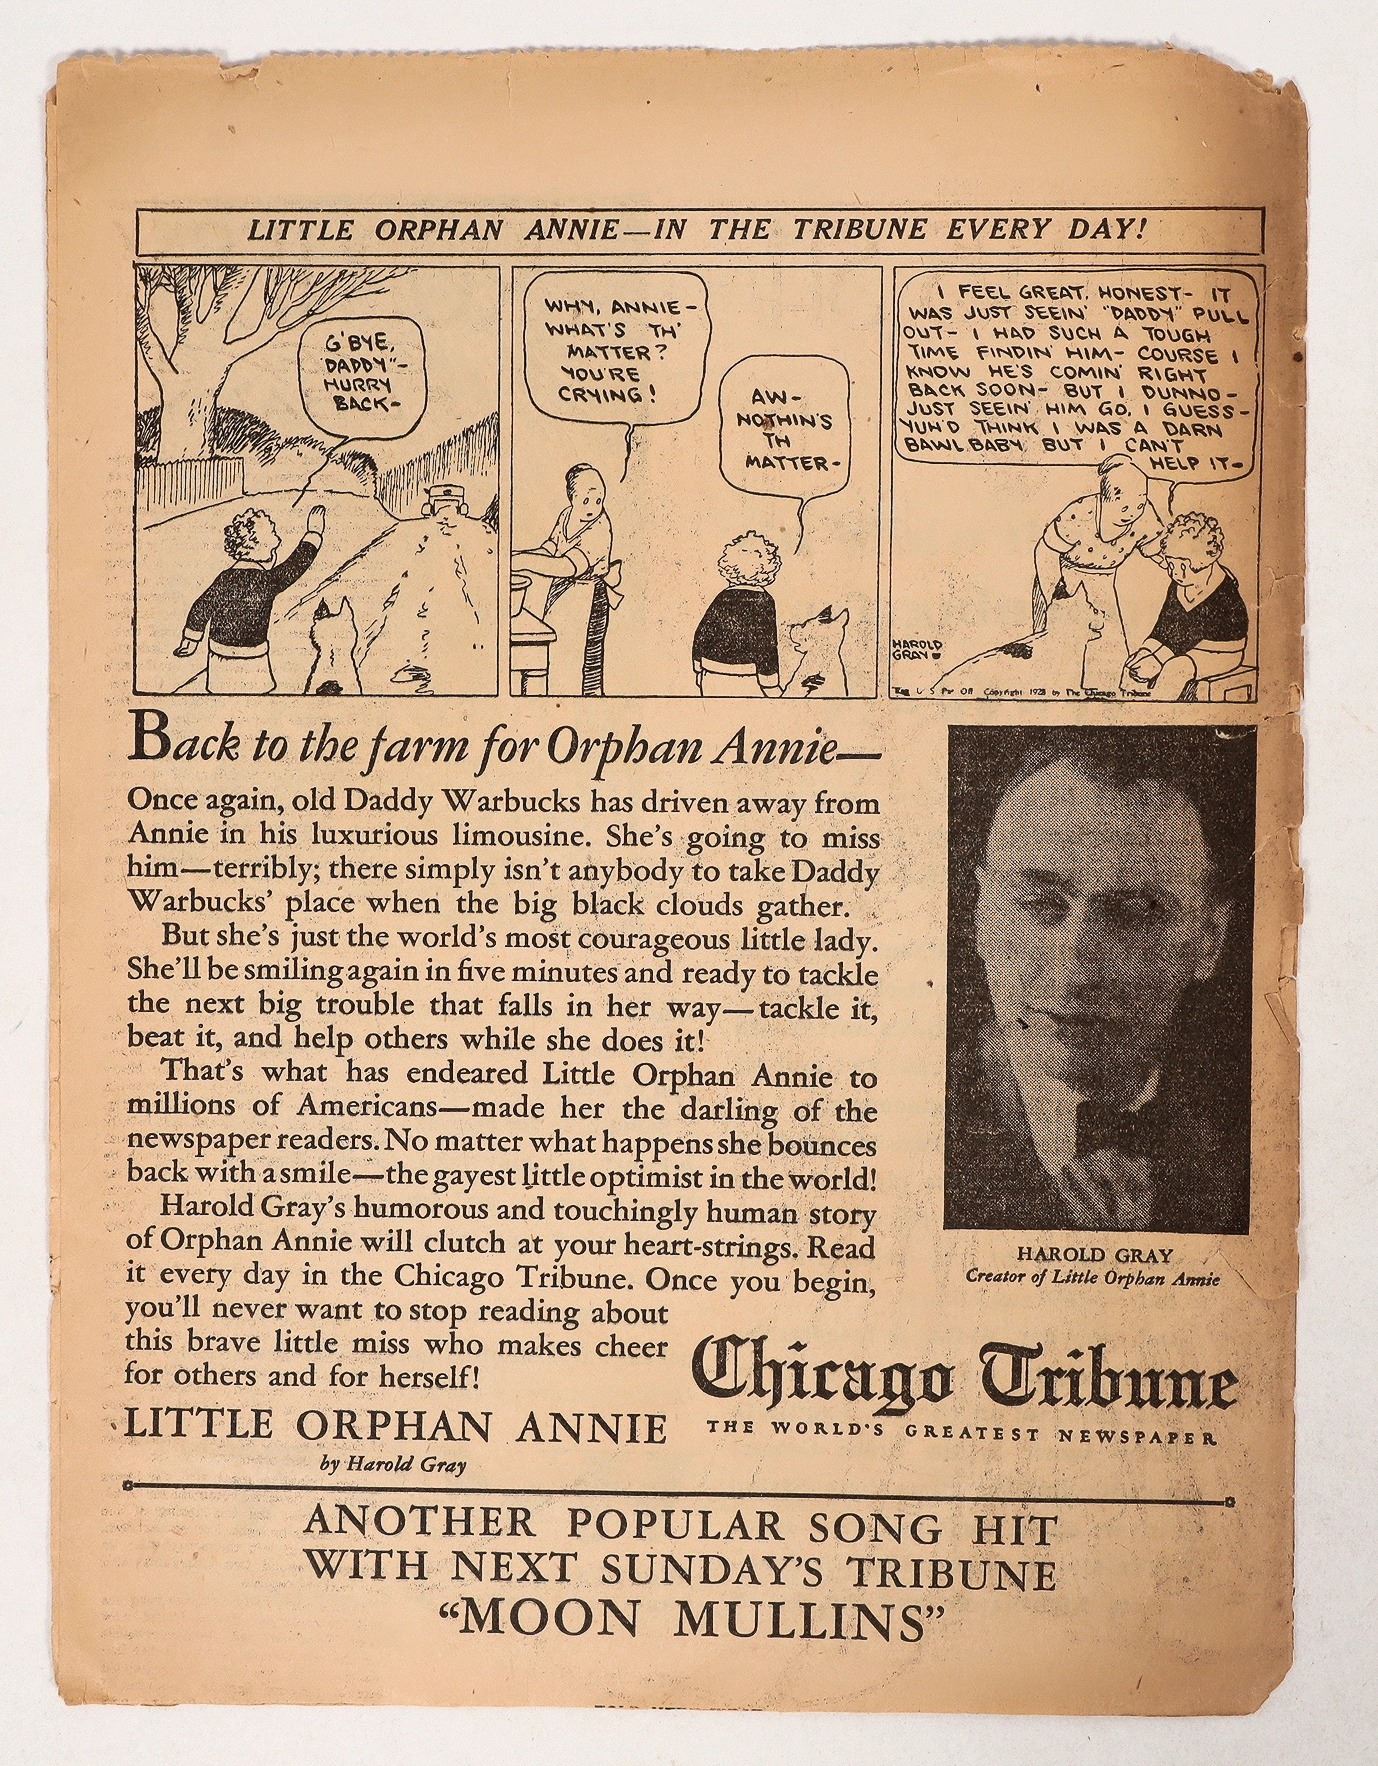 LITTLE ORPHAN ANNIE—IN THE TRIBUNE EVERY DAY!
G'BYE,
"DADDY"-
HURRY
BACK-
WHY, ANNIE-
WHAT'S TH'
MATTER?
YOU'RE
CRYING!
AW-
NOTHIN'S
TH
MATTER-
I FEEL GREAT, HONEST- IT
WAS JUST SEEIN' "DADDY" PULL
OUT- I HAD SUCH A TOUGH
TIME FINDIN' HIM- COURSE I
KNOW HE'S COMIN' RIGHT
BACK SOON- BUT I DUNNO-
JUST SEEIN' HIM GO, I GUESS-
YUH'D THINK I WAS A DARN
BAWL BABY BUT I CAN'T
HELP IT-
HAROLD
GRAY
Reg U S Pat Off Copyright 1928 by The Chicago Tribune
Back to the farm for Orphan Annie—
Once again, old Daddy Warbucks has driven away from
Annie in his luxurious limousine. She's going to miss
him—terribly; there simply isn't anybody to take Daddy
Warbucks' place when the big black clouds gather.
But she's just the world's most courageous little lady.
She'll be smiling again in five minutes and ready to tackle
the next big trouble that falls in her way—tackle it,
beat it, and help others while she does it!
That's what has endeared Little Orphan Annie to
millions of Americans—made her the darling of the
newspaper readers. No matter what happens she bounces
back with a smile—the gayest little optimist in the world!
Harold Gray's humorous and touchingly human story
of Orphan Annie will clutch at your heart-strings. Read
it every day in the Chicago Tribune. Once you begin,
you'll never want to stop reading about
this brave little miss who makes cheer
for others and for herself!
LITTLE ORPHAN ANNIE
by Harold Gray
HAROLD GRAY
Creator of Little Orphan Annie
Chicago Tribune
THE WORLD'S GREATEST NEWSPAPER
ANOTHER POPULAR SONG HIT
WITH NEXT SUNDAY'S TRIBUNE
"MOON MULLINS"